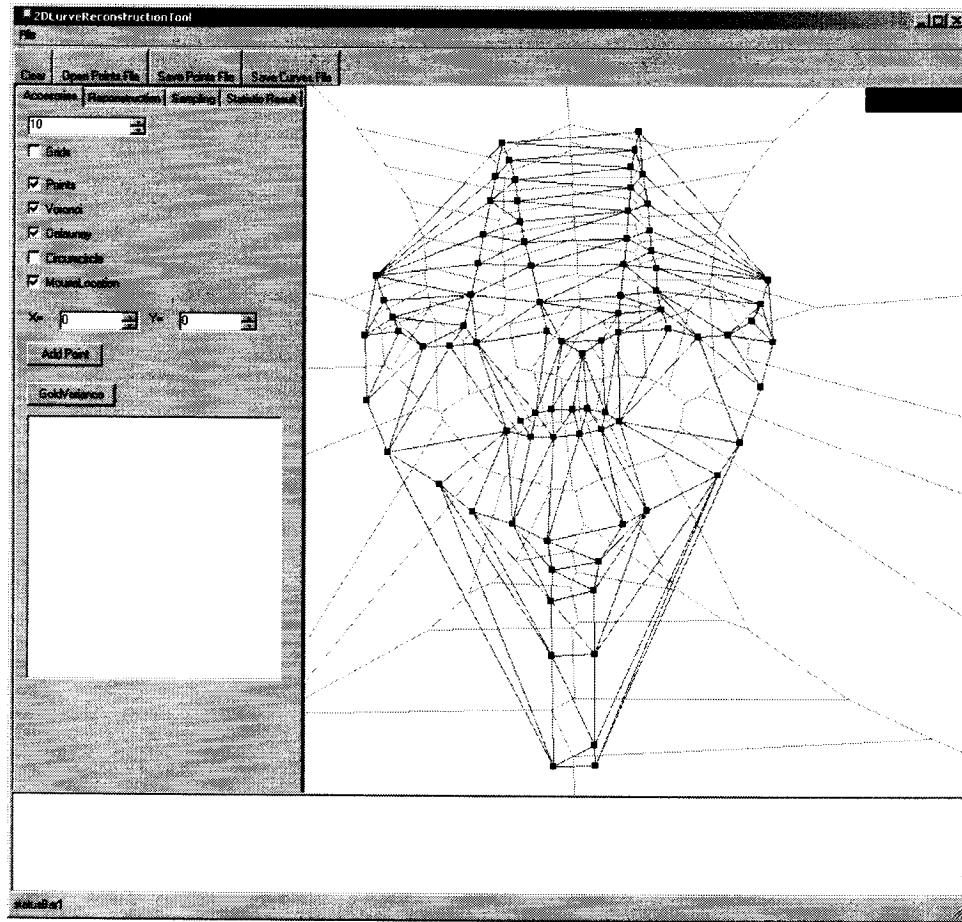 2DCurveReconstructionTool
File
Clear Open Points File Save Points File Save Curves File
Accessories Reconstruction Sampling Statistic Result
10
Grids
Points
Voronoi
Delaunay
Circumcircle
MouseLocation
X= 0 Y= 0
Add Point
GoldVariance
statusBar1